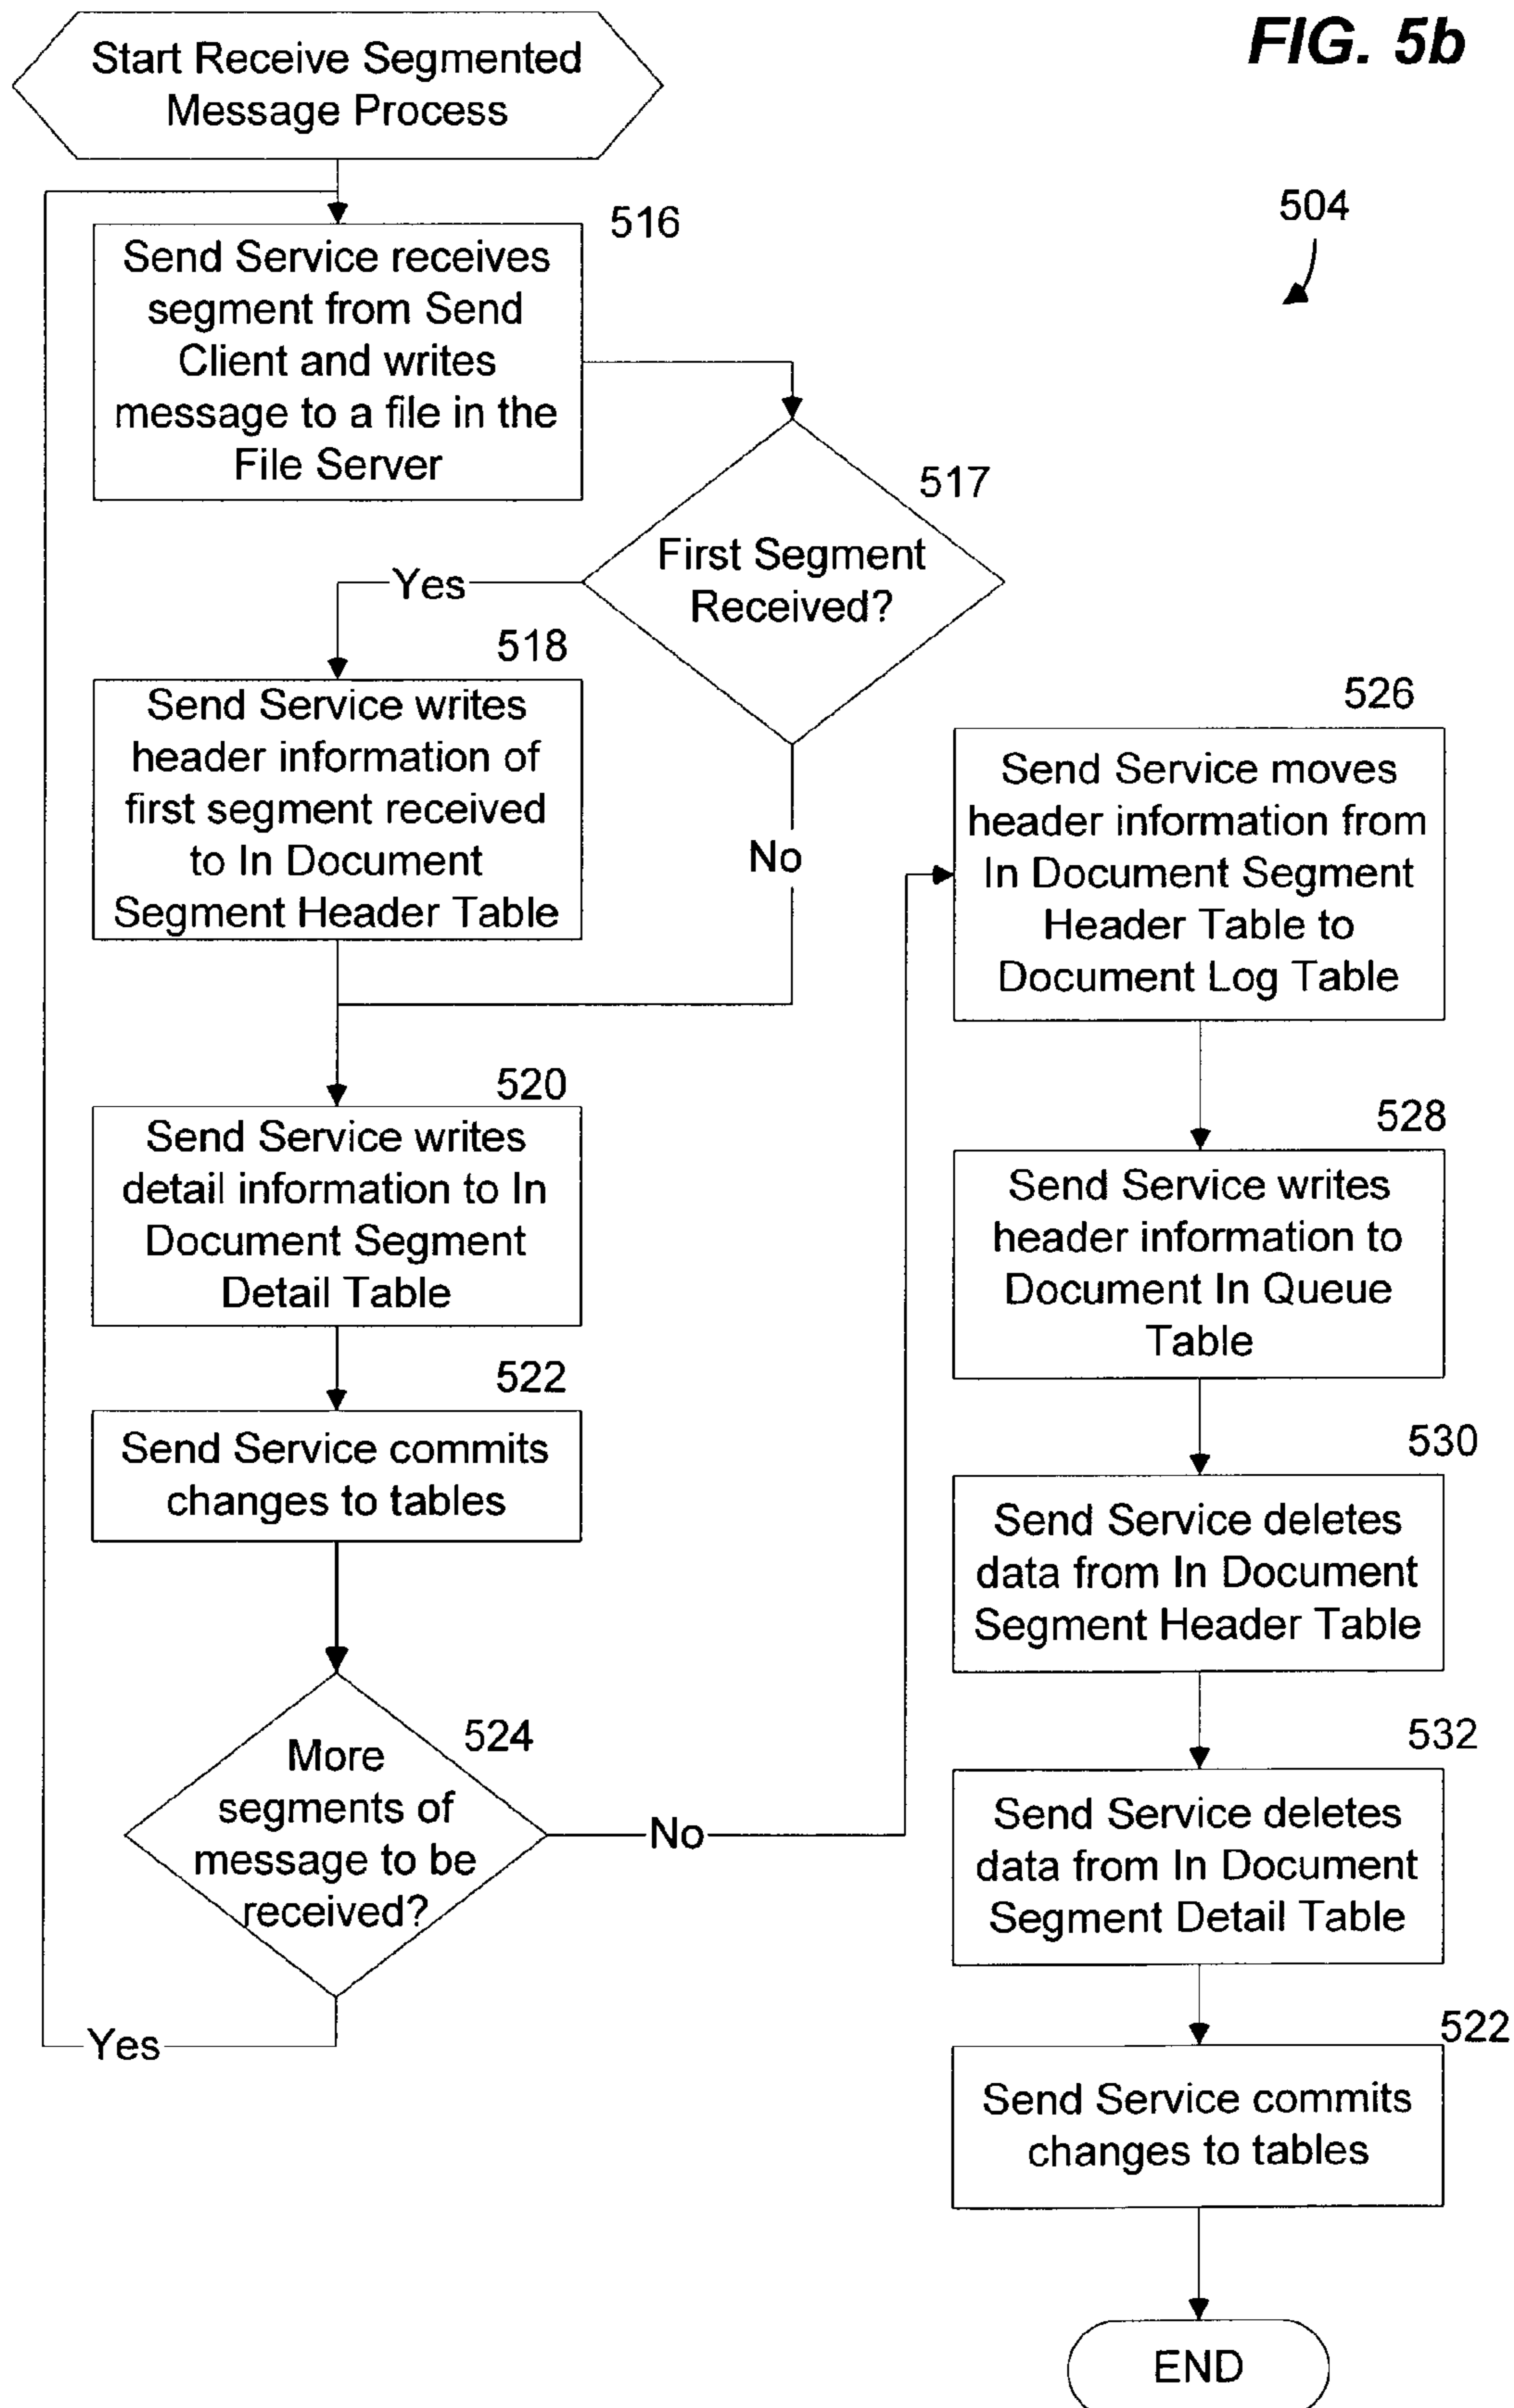 FIG. 5b
Start Receive Segmented
Message Process
504
516
Send Service receives
segment from Send
Client and writes
message to a file in the
File Server
517
First Segment
Received?
Yes
No
518
Send Service writes
header information of
first segment received
to In Document
Segment Header Table
520
Send Service writes
detail information to In
Document Segment
Detail Table
522
Send Service commits
changes to tables
524
More
segments of
message to be
received?
Yes
No
526
Send Service moves
header information from
In Document Segment
Header Table to
Document Log Table
528
Send Service writes
header information to
Document In Queue
Table
530
Send Service deletes
data from In Document
Segment Header Table
532
Send Service deletes
data from In Document
Segment Detail Table
522
Send Service commits
changes to tables
END